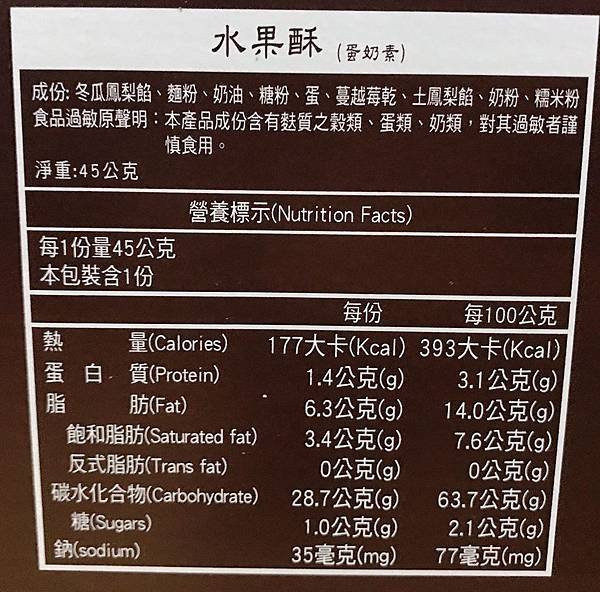 水果酥(蛋奶素)
成份:冬瓜鳳梨餡、麵粉、奶油、糖粉、蛋、蔓越莓乾、土鳳梨餡、奶粉、糯米粉
食品過敏原聲明:本產品成份含有麩質之穀類、蛋類、奶類,對其過敏者謹
慎食用。
淨重:45公克
營養標示(Nutrition Facts)
每1份量45公克
本包裝含1份
每份 每100公克
熱量(Calories) 177大卡(Kcal) 393大卡(Kcal)
蛋白質(Protein) 1.4公克(g) 3.1公克(g)
脂肪(Fat) 6.3公克(g) 14.0公克(g)
飽和脂肪(Saturated fat) 3.4公克(g) 7.6公克(g)
反式脂肪(Trans fat) 0公克(g) 0公克(g)
碳水化合物(Carbohydrate) 28.7公克(g) 63.7公克(g)
糖(Sugars) 1.0公克(g) 2.1公克(g)
鈉(sodium) 35毫克(mg) 77毫克(mg)